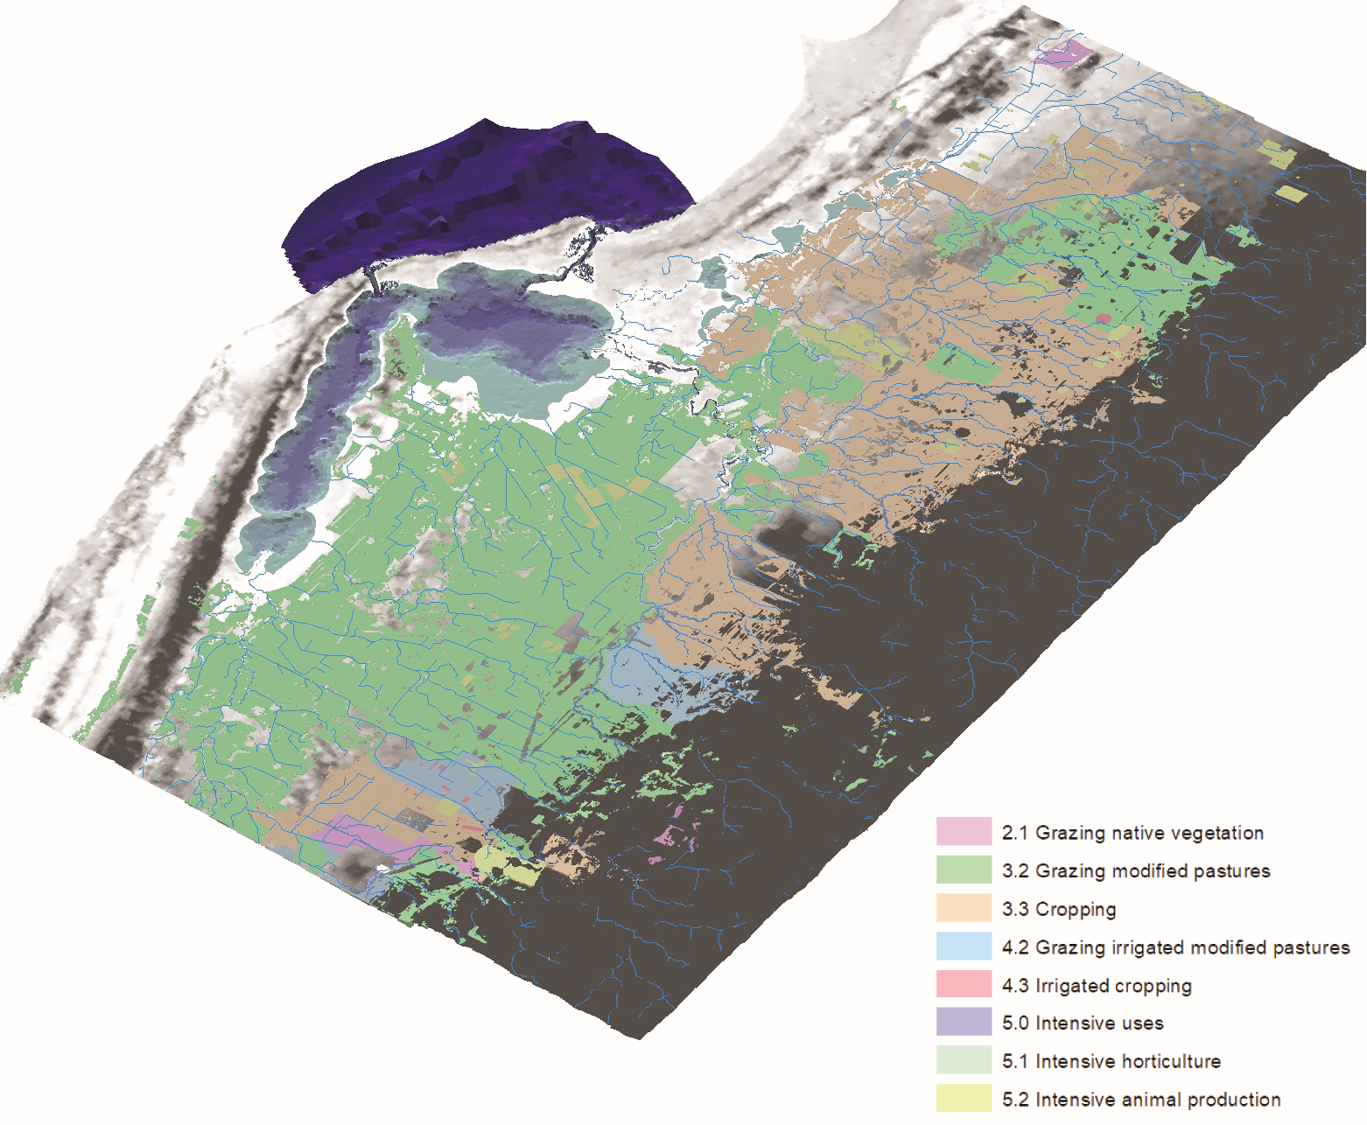 2.1 Grazing native vegetation
3.2 Grazing modified pastures
3.3 Cropping
4.2 Grazing irrigated modified pastures
4.3 Irrigated cropping
5.0 Intensive uses
5.1 Intensive horticulture
5.2 Intensive animal production